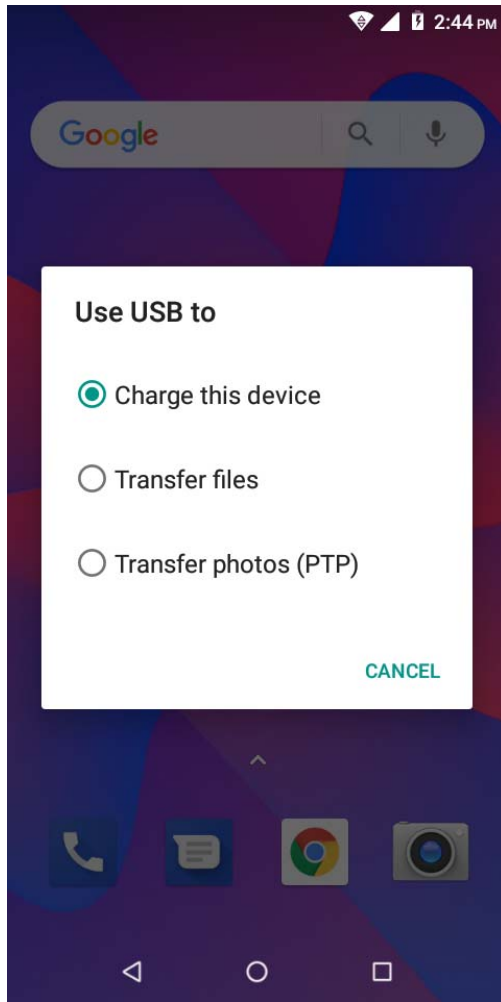 2:44 PM
Google
Use USB to
Charge this device
Transfer files
Transfer photos (PTP)
CANCEL